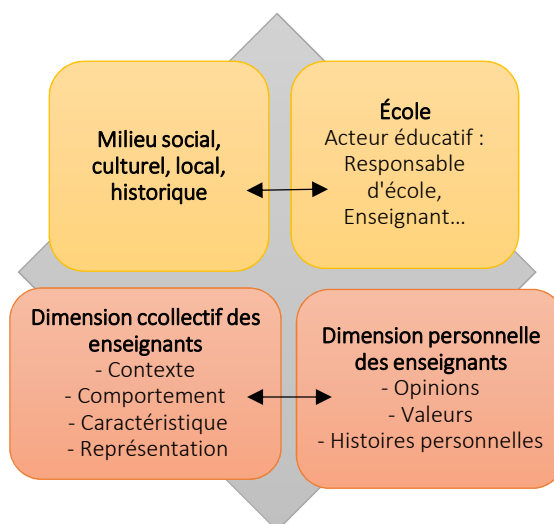 Milieu social,
culturel, local,
historique
École
Acteur éducatif :
Responsable
d'école,
Enseignant...
Dimension ccollectif des
enseignants
- Contexte
- Comportement
- Caractéristique
- Représentation
Dimension personnelle
des enseignants
- Opinions
- Valeurs
- Histoires personnelles